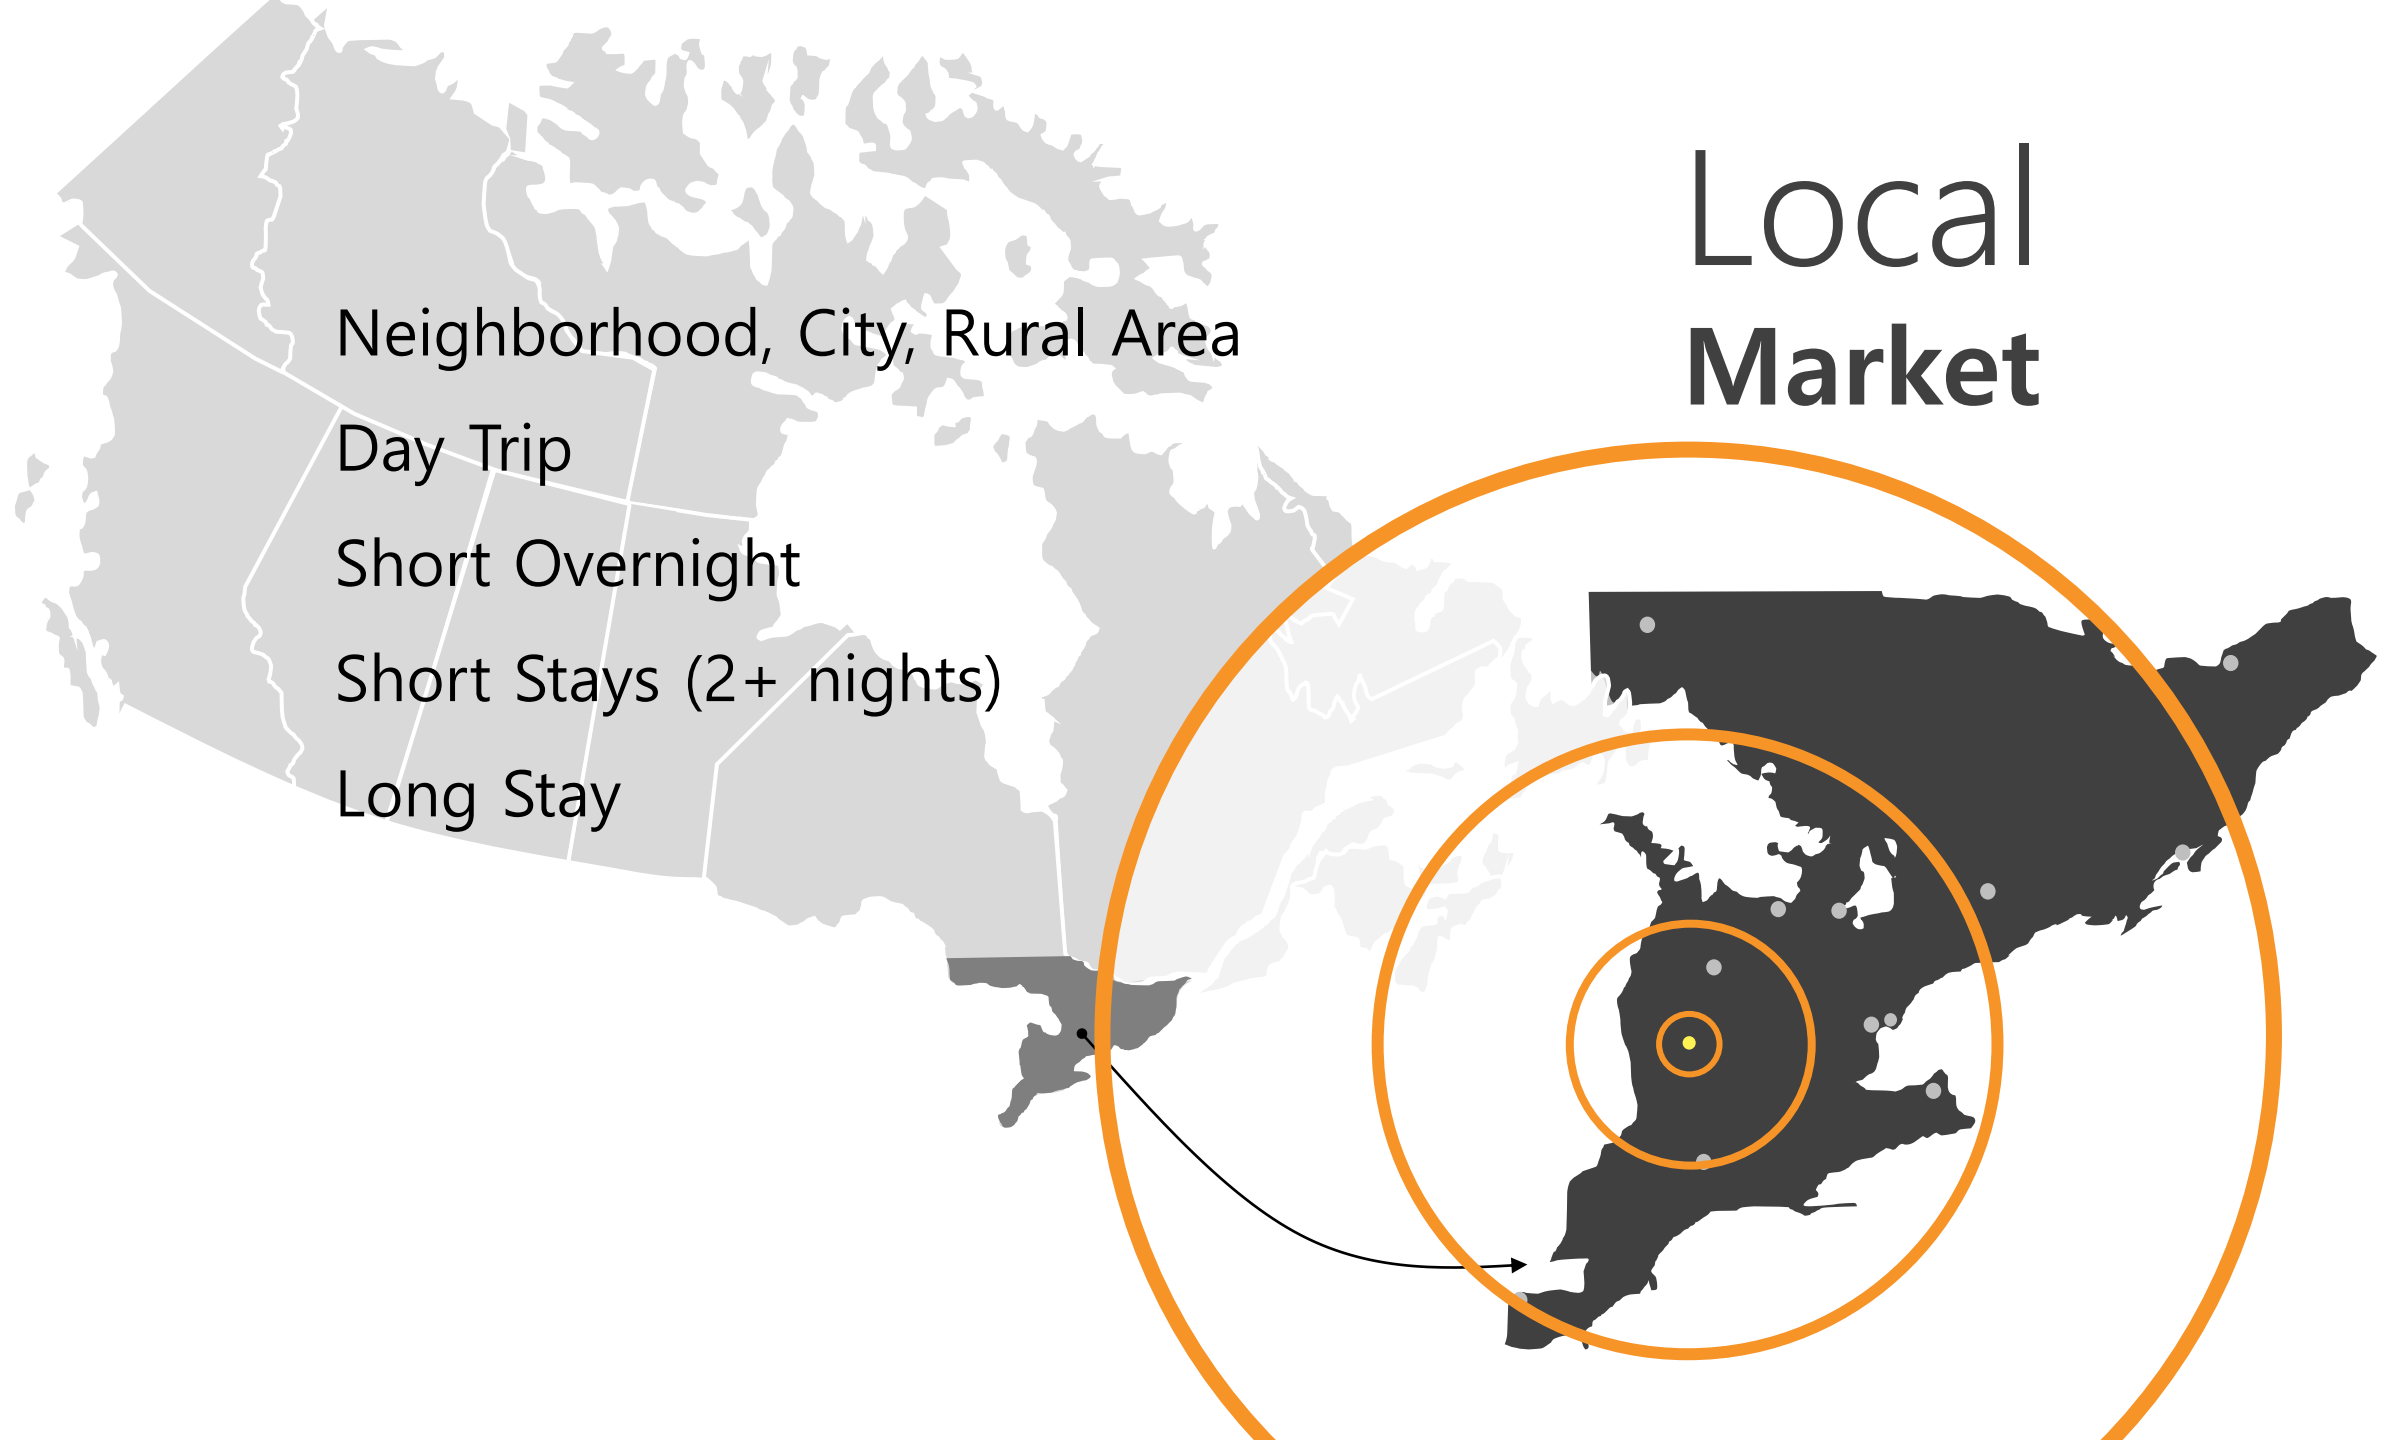 Local
Market
Neighborhood, City, Rural Area
Day Trip
Short Overnight
Short Stays (2+ nights)
Long Stay